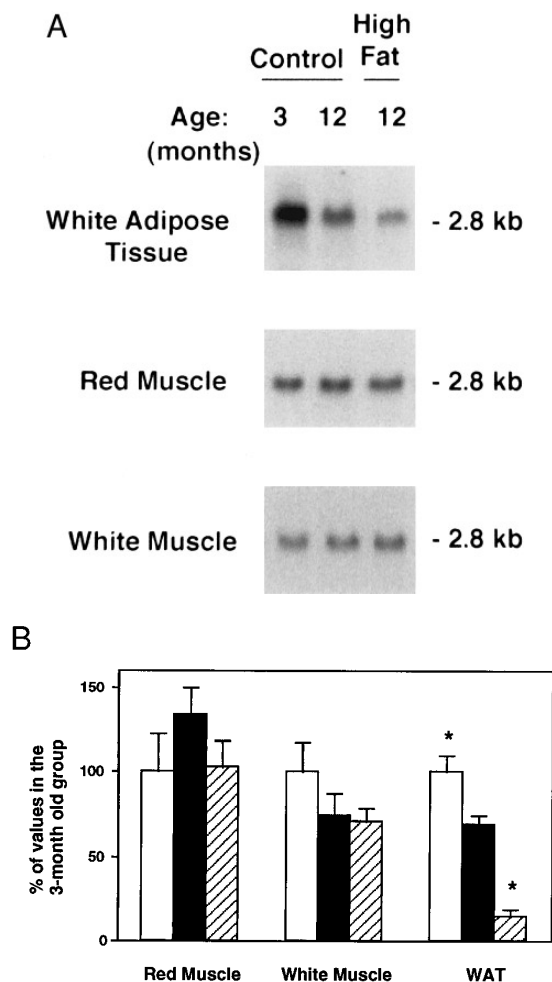 A
High
Control Fat
Age: 3 12 12
(months)
White Adipose
Tissue
- 2.8 kb
Red Muscle - 2.8 kb
White Muscle - 2.8 kb
B
% of values in the
3-month old group
150
100
50
0
*
*
Red Muscle White Muscle WAT